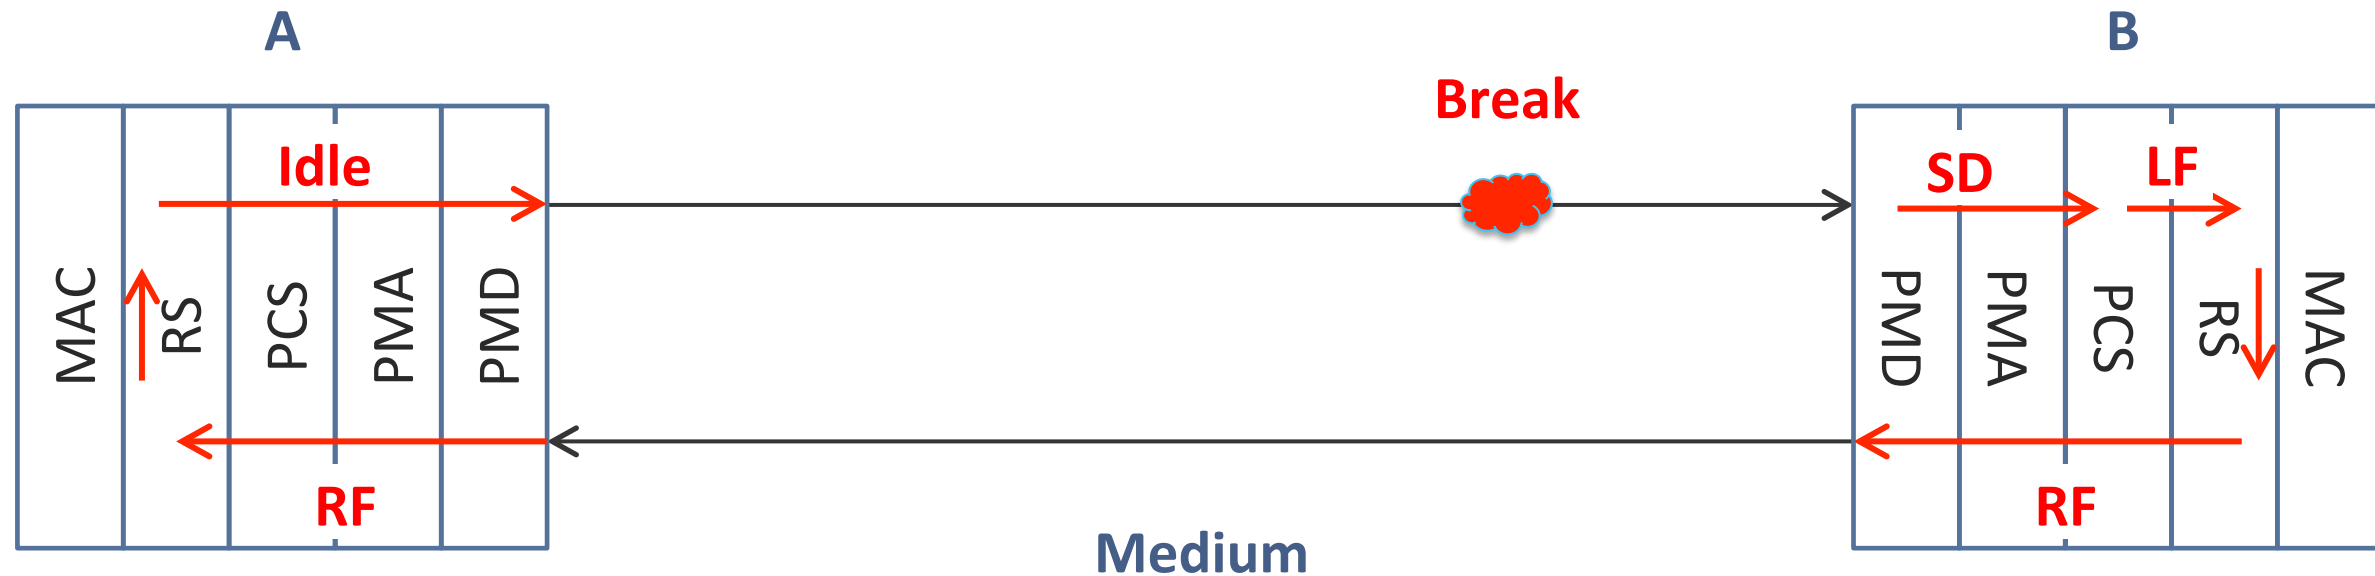 A
B
Break
Idle
SD
LF
MAC
RS
PCS
PMA
PMD
PMD
PMA
PCS
RS
MAC
RF
RF
Medium